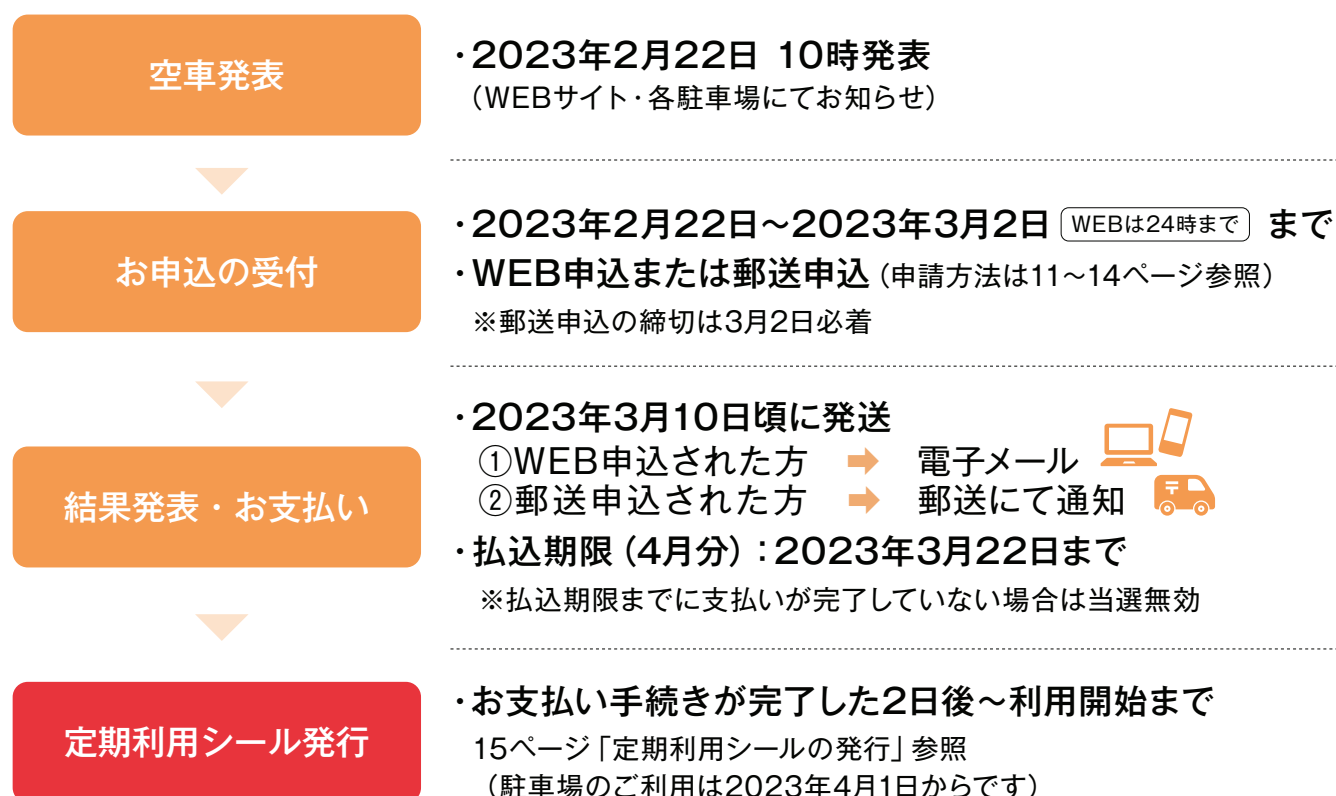 空車発表
・2023年2月22日 10時発表
（WEBサイト・各駐車場にてお知らせ）
お申込の受付
・2023年2月22日～2023年3月2日 WEBは24時まで まで
・WEB申込または郵送申込（申請方法は11～14ページ参照）
※郵送申込の締切は3月2日必着
結果発表・お支払い
・2023年3月10日頃に発送
①WEB申込された方 ➡ 電子メール
②郵送申込された方 ➡ 郵送にて通知 〒
・払込期限（4月分）：2023年3月22日まで
※払込期限までに支払いが完了していない場合は当選無効
定期利用シール発行
・お支払い手続きが完了した2日後～利用開始まで
15ページ「定期利用シールの発行」参照
（駐車場のご利用は2023年4月1日からです）